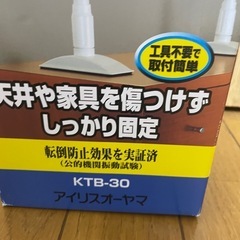 工具不要で
取付簡単
天井や家具を傷つけず
しっかり固定
転倒防止効果を実証済
(公的機関振動試験)
KTB-30
アイリスオーヤマ